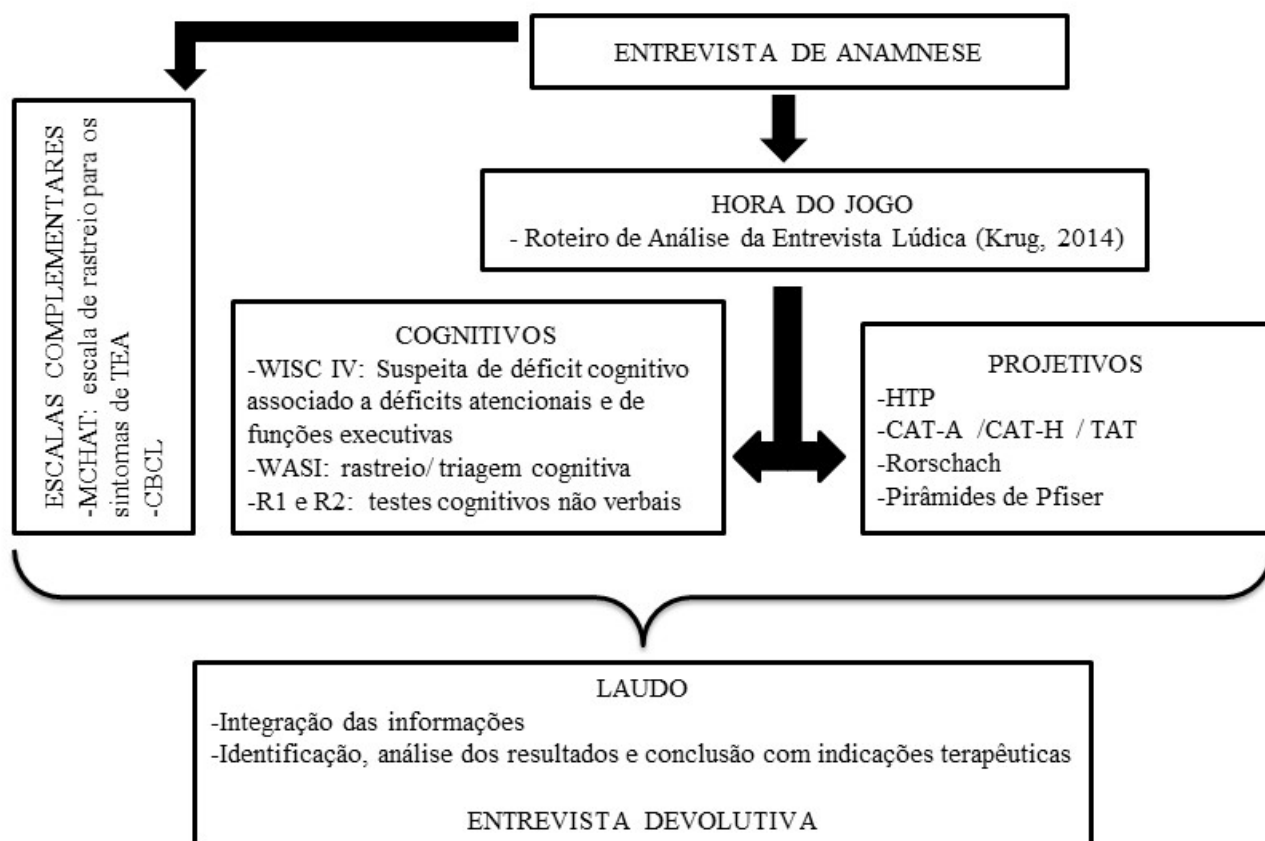 ENTREVISTA DE ANAMNESE
ESCALAS COMPLEMENTARES
-MCHAT: escala de rastreio para os
sintomas de TEA
-CBCL
HORA DO JOGO
- Roteiro de Análise da Entrevista Lúdica (Krug, 2014)
COGNITIVOS
-WISC IV: Suspeita de déficit cognitivo
associado a déficits atencionais e de
funções executivas
-WASI: rastreio/ triagem cognitiva
-R1 e R2: testes cognitivos não verbais
PROJETIVOS
-HTP
-CAT-A /CAT-H / TAT
-Rorschach
-Pirâmides de Pfiser
LAUDO
-Integração das informações
-Identificação, análise dos resultados e conclusão com indicações terapêuticas
ENTREVISTA DEVOLUTIVA